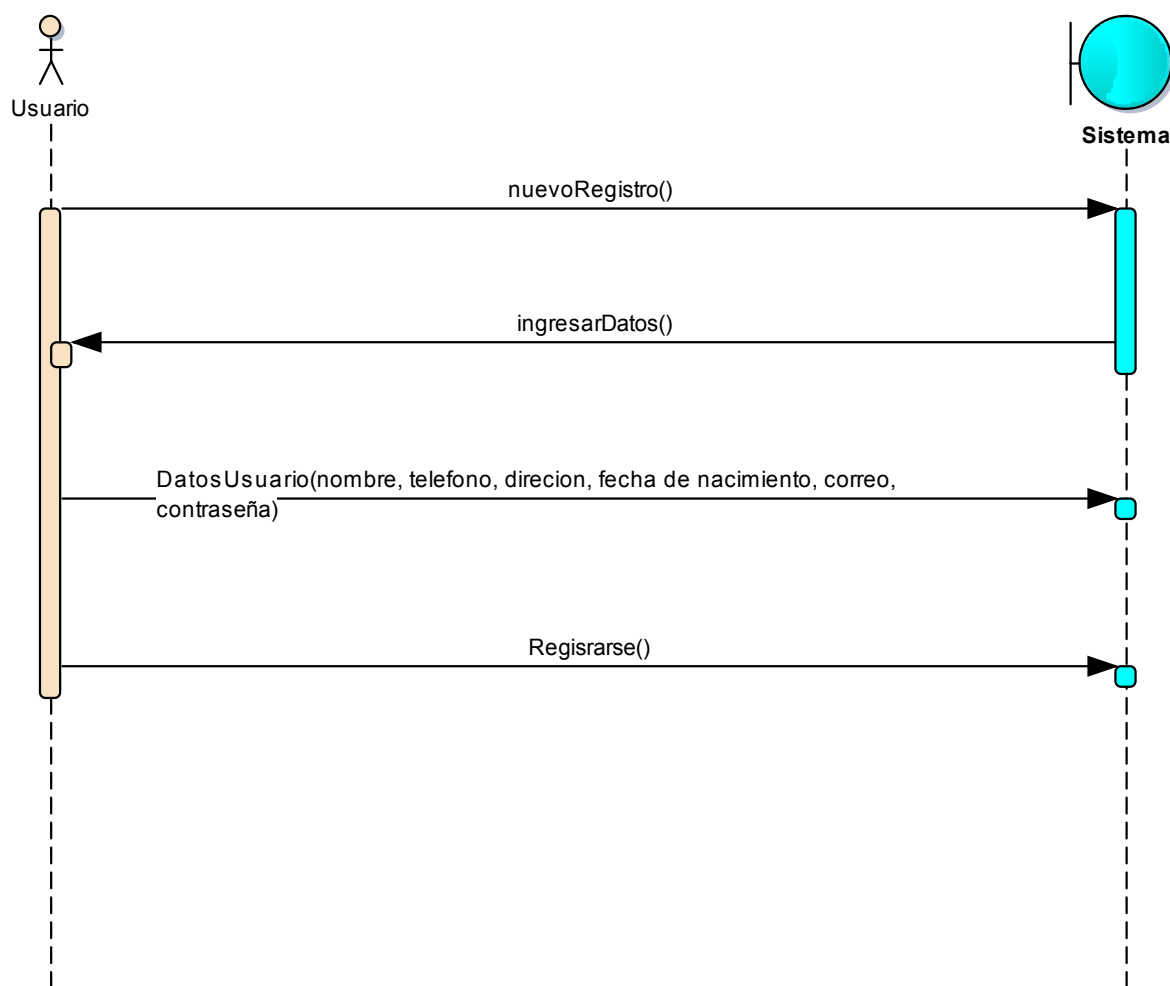 Usuario
Sistema
nuevoRegistro()
ingresarDatos()
DatosUsuario(nombre, telefono, direcion, fecha de nacimiento, correo,
contraseña)
Regisrarse()